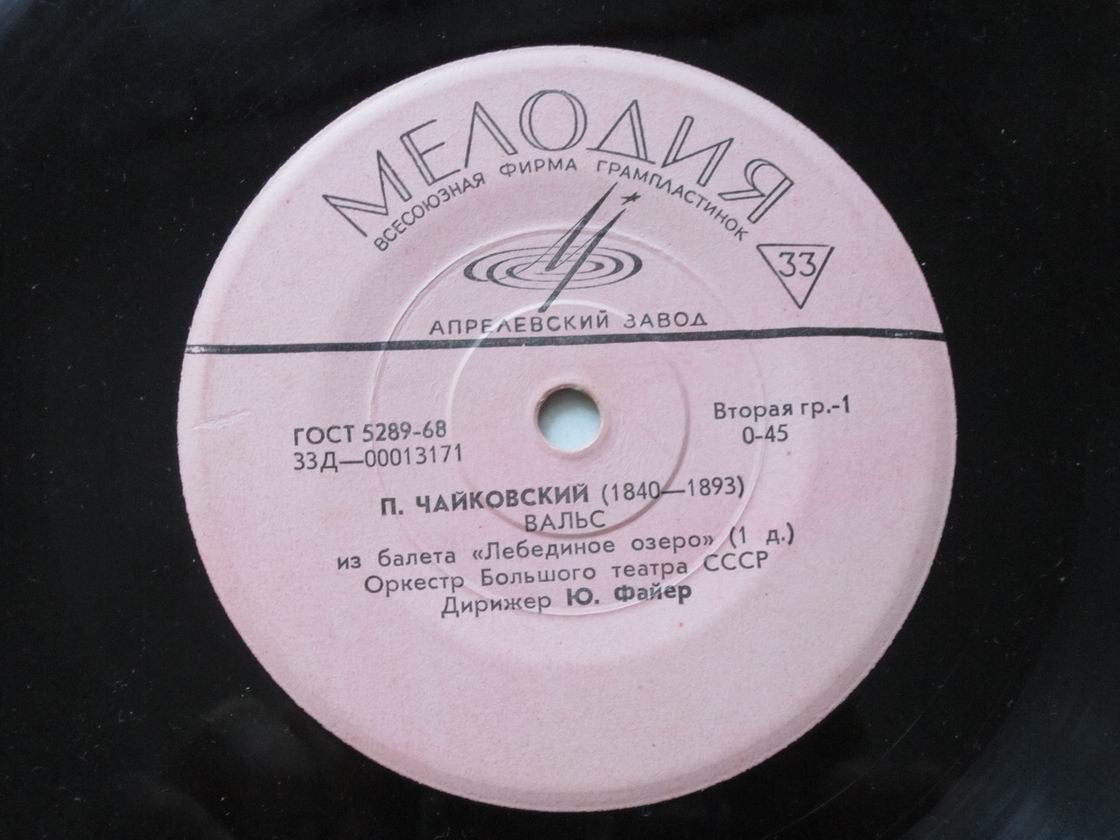 МЕЛОДИЯ
ВСЕСОЮЗНАЯ ФИРМА ГРАМПЛАСТИНОК
33
АПРЕЛЕВСКИЙ ЗАВОД
ГОСТ 5289-68
33Д—00013171
Вторая гр.-1
0-45
П. ЧАЙКОВСКИЙ (1840—1893)
ВАЛЬС
из балета «Лебединое озеро» (1 д.)
Оркестр Большого театра СССР
Дирижер Ю. Файер